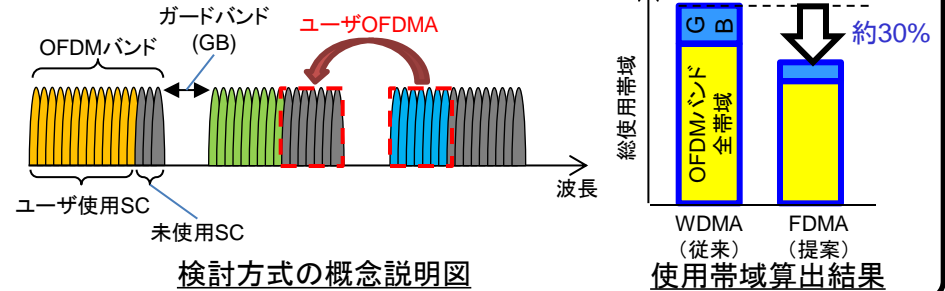 ガードバンド
(GB)
OFDMバンド
ユーザOFDMA
波長
ユーザ使用SC
未使用SC
検討方式の概念説明図
総使用帯域
GB
OFDMバンド
全帯域
約30%
WDMA
(従来)
FDMA
(提案)
使用帯域算出結果